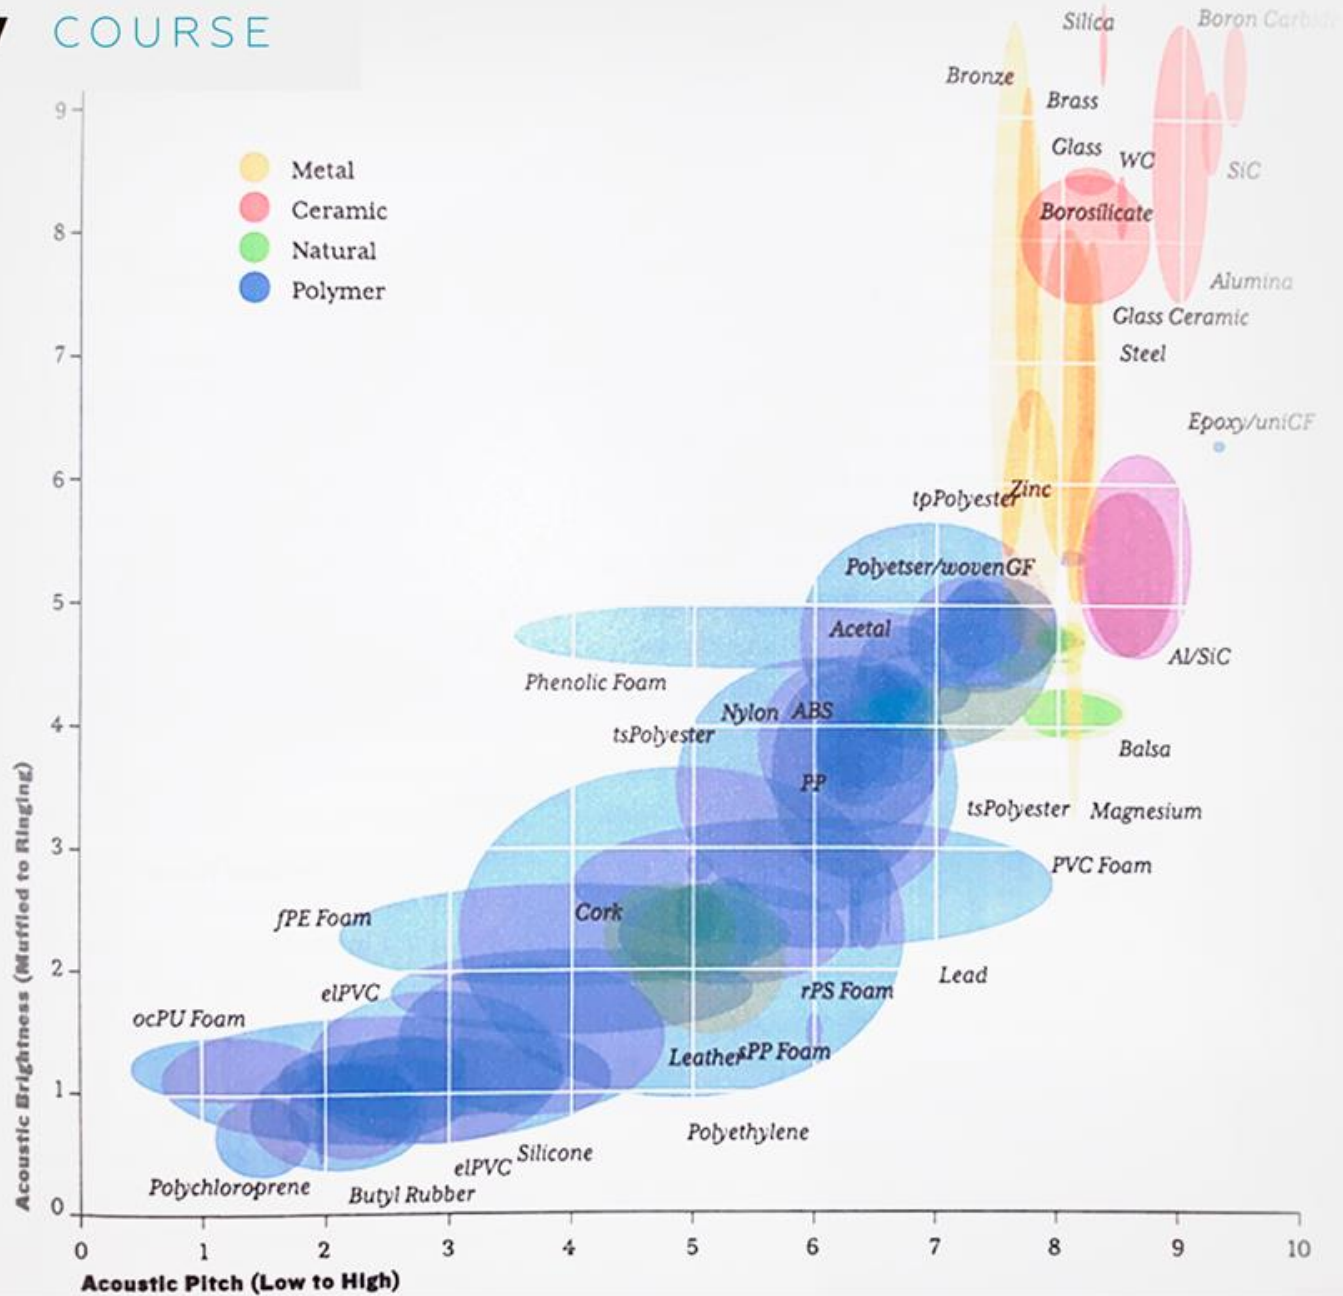 COURSE
Silica
Boron Carbide
Bronze
Brass
Glass
WC
SiC
Borosilicate
Alumina
Glass Ceramic
Steel
Epoxy/uniCF
Metal
Ceramic
Natural
Polymer
tpPolyester
Zinc
Polyetser/wovenGF
Acetal
Al/SiC
Phenolic Foam
Nylon
ABS
tsPolyester
Balsa
PP
tsPolyester
Magnesium
PVC Foam
fPE Foam
Cork
Lead
elPVC
rPS Foam
ocPU Foam
Leather
sPP Foam
Polyethylene
Silicone
elPVC
Polychloroprene
Butyl Rubber
9
8
7
6
5
4
3
2
1
0
Acoustic Brightness (Muffled to Ringing)
0 1 2 3 4 5 6 7 8 9 10
Acoustic Pitch (Low to High)